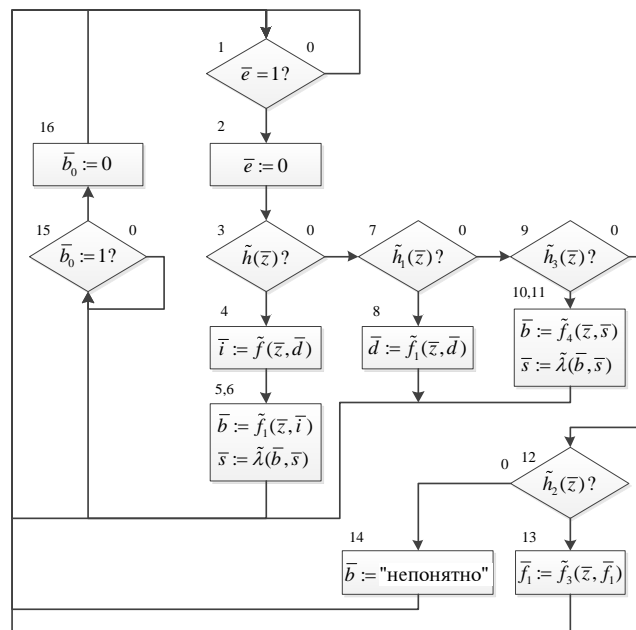 1
0
e̅ = 1?
16
2
b̅₀ := 0
e̅ := 0
15
0
3
0
7
0
9
0
b̅₀ := 1?
h̃(z̅)?
h̃₁(z̅)?
h̃₃(z̅)?
4
8
10,11
i̅ := f̃(z̅,d̅)
d̅ := f̃₁(z̅,d̅)
b̅ := f̃₄(z̅,s̅)
s̅ := λ̃(b̅,s̅)
5,6
b̅ := f̃₁(z̅,i̅)
s̅ := λ̃(b̅,s̅)
0
12
h̃₂(z̅)?
14
13
b̅ := "непонятно"
f̅₁ := f̃₃(z̅,f̅₁)